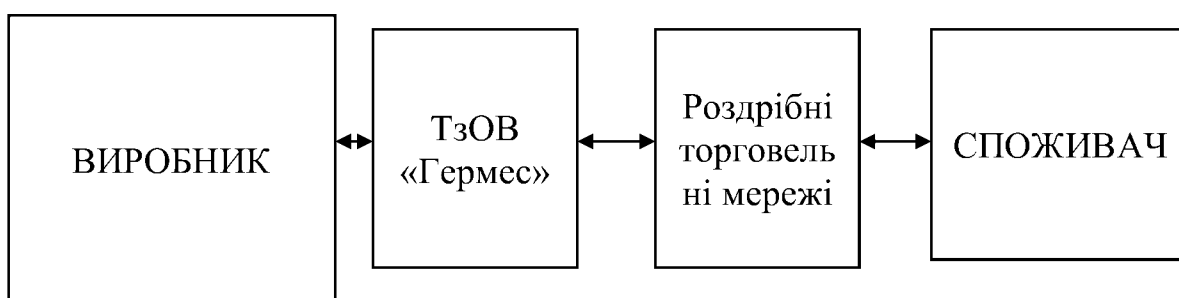 ВИРОБНИК
ТзОВ
«Гермес»
Роздрібні
торговель
ні мережі
СПОЖИВАЧ